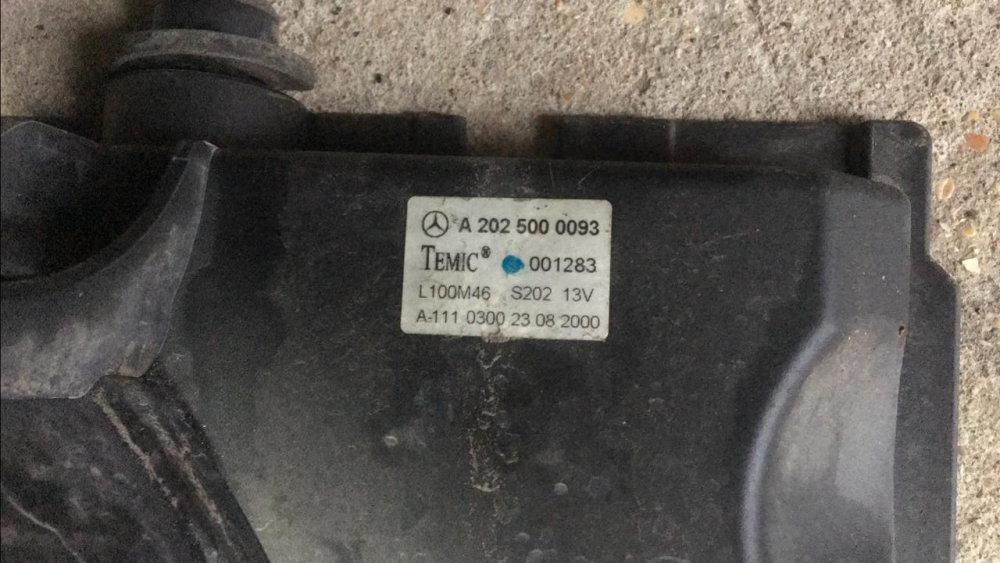 A 202 500 0093
TEMIC® 001283
L100M46 S202 13V
A-111 0300 23 08 2000